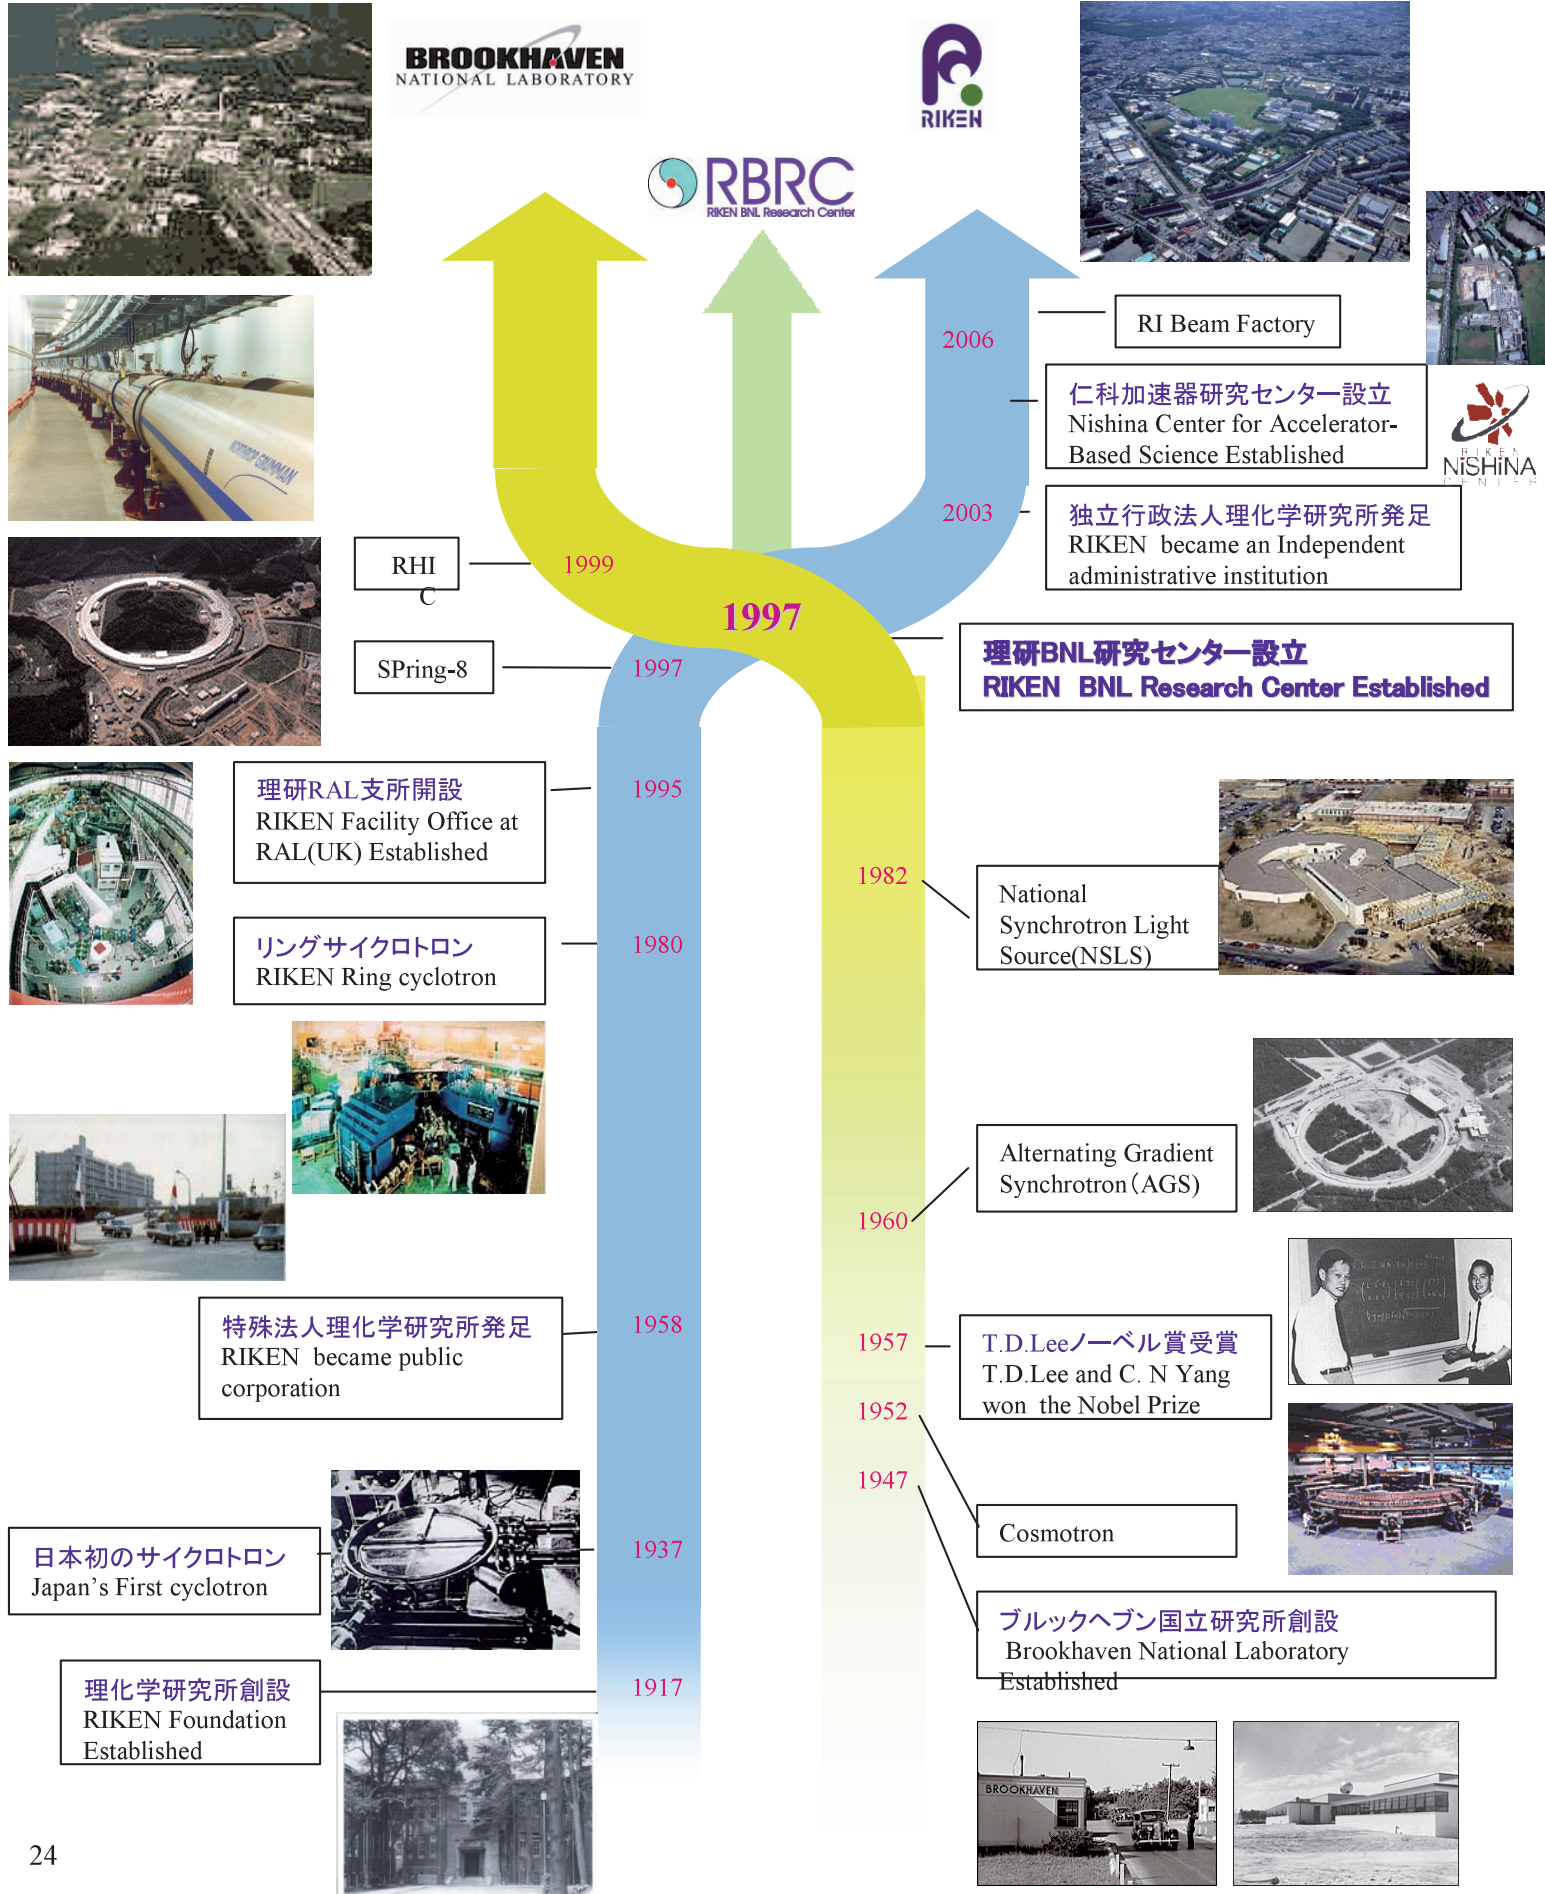 BROOKHAVEN
NATIONAL LABORATORY
RIKEN
RBRC
RIKEN BNL Research Center
NORTHROP GRUMMAN
2006
RI Beam Factory
仁科加速器研究センター設立
Nishina Center for Accelerator-
Based Science Established
RIKEN
NiSHiNA
CENTER
2003
独立行政法人理化学研究所発足
RIKEN became an Independent
administrative institution
RHI
C
1999
1997
理研BNL研究センター設立
RIKEN BNL Research Center Established
SPring-8
1997
理研RAL支所開設
RIKEN Facility Office at
RAL(UK) Established
1995
1982
National
Synchrotron Light
Source(NSLS)
リングサイクロトロン
RIKEN Ring cyclotron
1980
Alternating Gradient
Synchrotron（AGS)
1960
特殊法人理化学研究所発足
RIKEN became public
corporation
1958
1957
T.D.Leeノーベル賞受賞
T.D.Lee and C. N Yang
won the Nobel Prize
1952
1947
Cosmotron
日本初のサイクロトロン
Japan’s First cyclotron
1937
ブルックヘブン国立研究所創設
Brookhaven National Laboratory
Established
理化学研究所創設
RIKEN Foundation
Established
1917
BROOKHAVEN
24